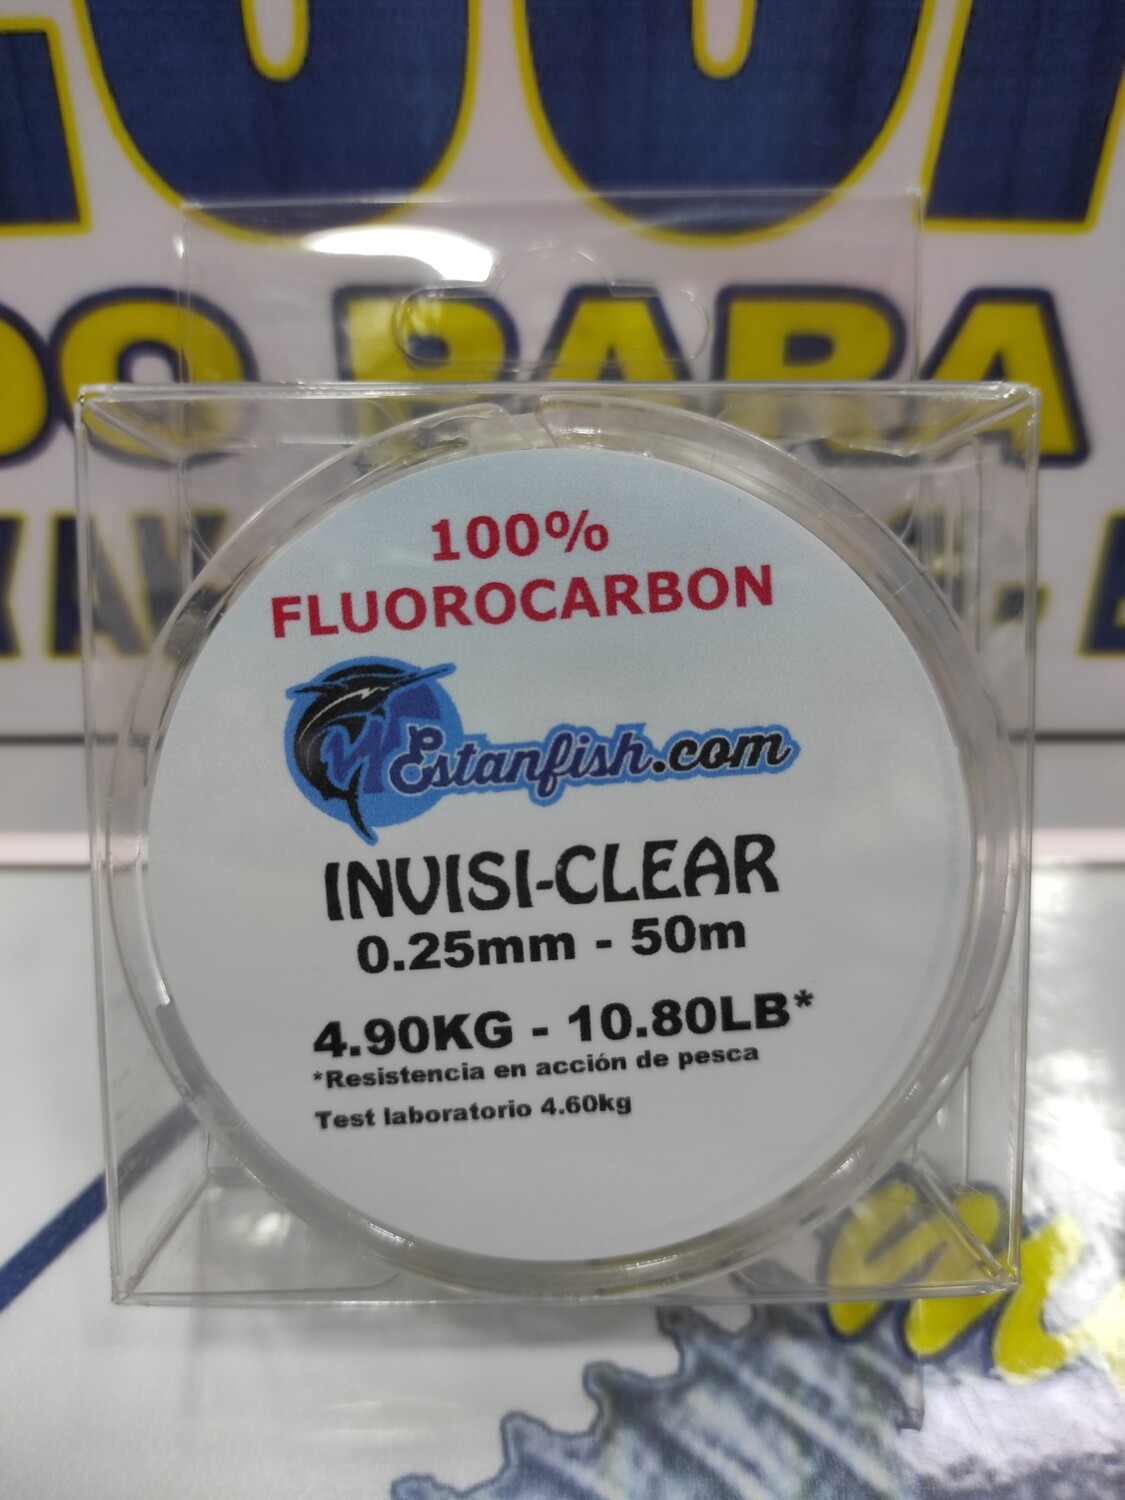 PARA
100%
FLUOROCARBON
Estanfish.com
INVISI-CLEAR
0.25mm - 50m
4.90KG - 10.80LB*
*Resistencia en acción de pesca
Test laboratorio 4.60kg